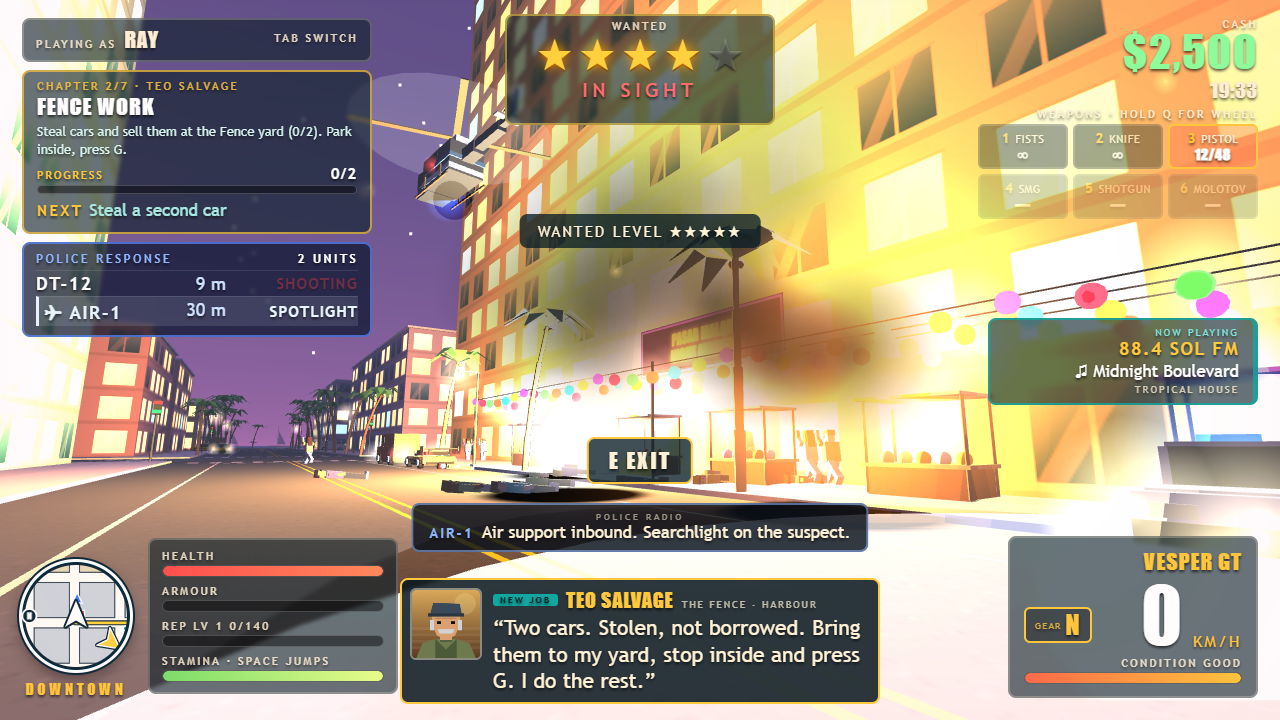 PLAYING AS RAY
TAB SWITCH
CHAPTER 2/7 · TEO SALVAGE
FENCE WORK
Steal cars and sell them at the Fence yard (0/2). Park
inside, press G.
PROGRESS 0/2
NEXT Steal a second car
POLICE RESPONSE 2 UNITS
DT-12 9 m SHOOTING
AIR-1 30 m SPOTLIGHT
WANTED
IN SIGHT
WANTED LEVEL ★★★★★
CASH
$2,500
19:33
WEAPONS · HOLD Q FOR WHEEL
1 FISTS ∞
2 KNIFE ∞
3 PISTOL 12/48
4 SMG —
5 SHOTGUN —
6 MOLOTOV —
NOW PLAYING
88.4 SOL FM
♫ Midnight Boulevard
TROPICAL HOUSE
E EXIT
POLICE RADIO
AIR-1 Air support inbound. Searchlight on the suspect.
HEALTH
ARMOUR
REP LV 1 0/140
STAMINA · SPACE JUMPS
DOWNTOWN
NEW JOB TEO SALVAGE THE FENCE · HARBOUR
“Two cars. Stolen, not borrowed. Bring
them to my yard, stop inside and press
G. I do the rest.”
VESPER GT
GEAR N
0 KM/H
CONDITION GOOD